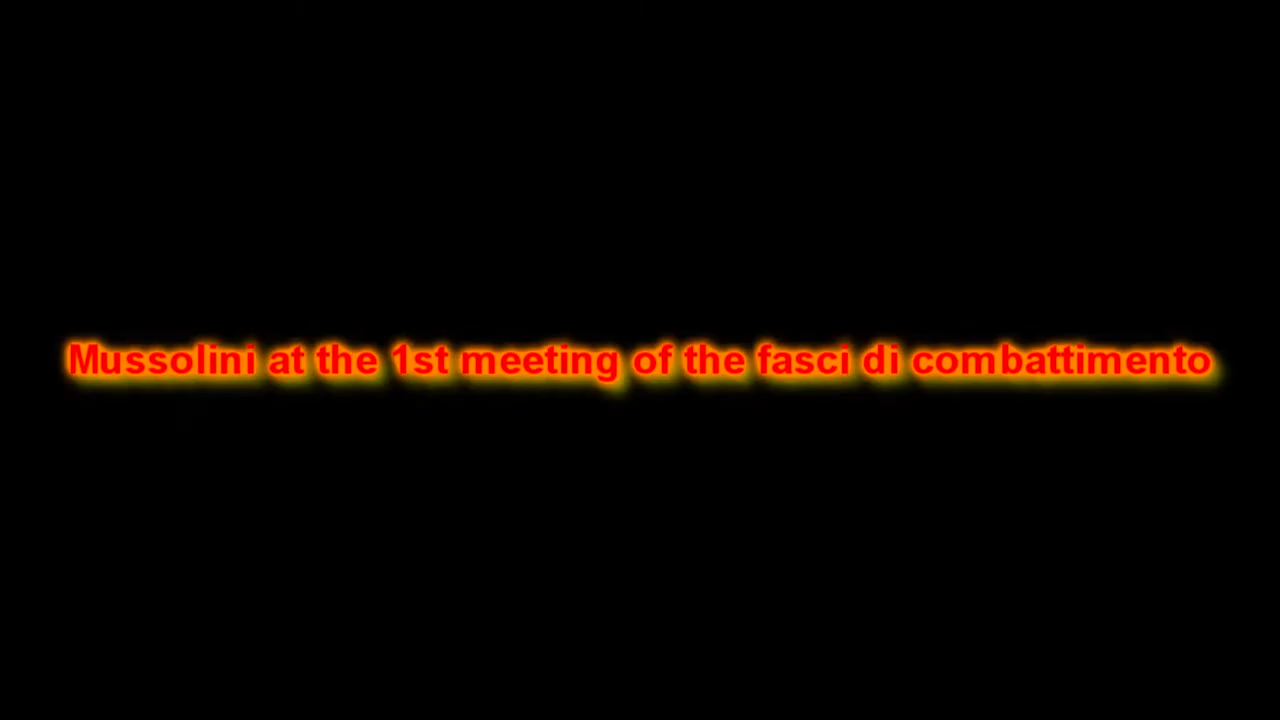 Mussolini at the 1st meeting of the fasci di combattimento